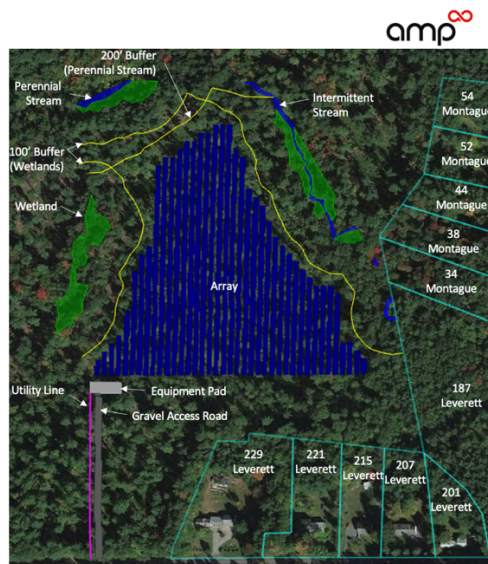 amp
200' Buffer
(Perennial Stream)
Perennial
Stream
Intermittent
Stream
54
Montague
52
Montague
100' Buffer
(Wetlands)
44
Montague
Wetland
38
Montague
34
Montague
Array
Utility Line
Equipment Pad
Gravel Access Road
187
Leverett
229
Leverett
221
Leverett
215
Leverett
207
Leverett
201
Leverett